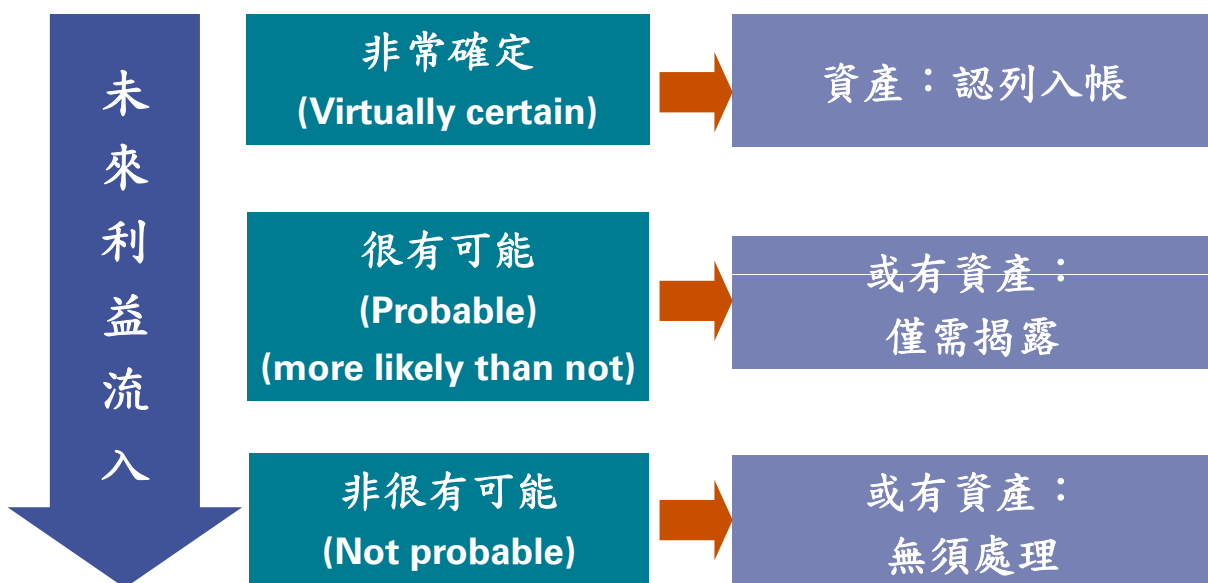 未來利益流入
非常確定
(Virtually certain)
資產：認列入帳
很有可能
(Probable)
(more likely than not)
或有資產：
僅需揭露
非很有可能
(Not probable)
或有資產：
無須處理